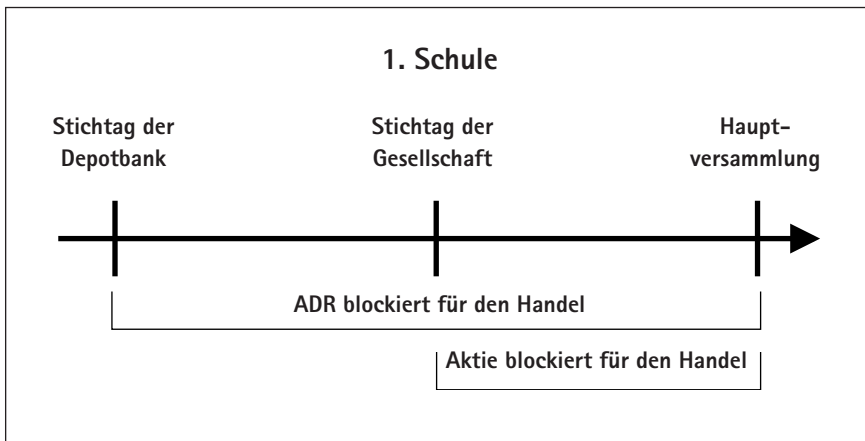 1. Schule
Stichtag der
Depotbank
Stichtag der
Gesellschaft
Haupt-
versammlung
ADR blockiert für den Handel
Aktie blockiert für den Handel